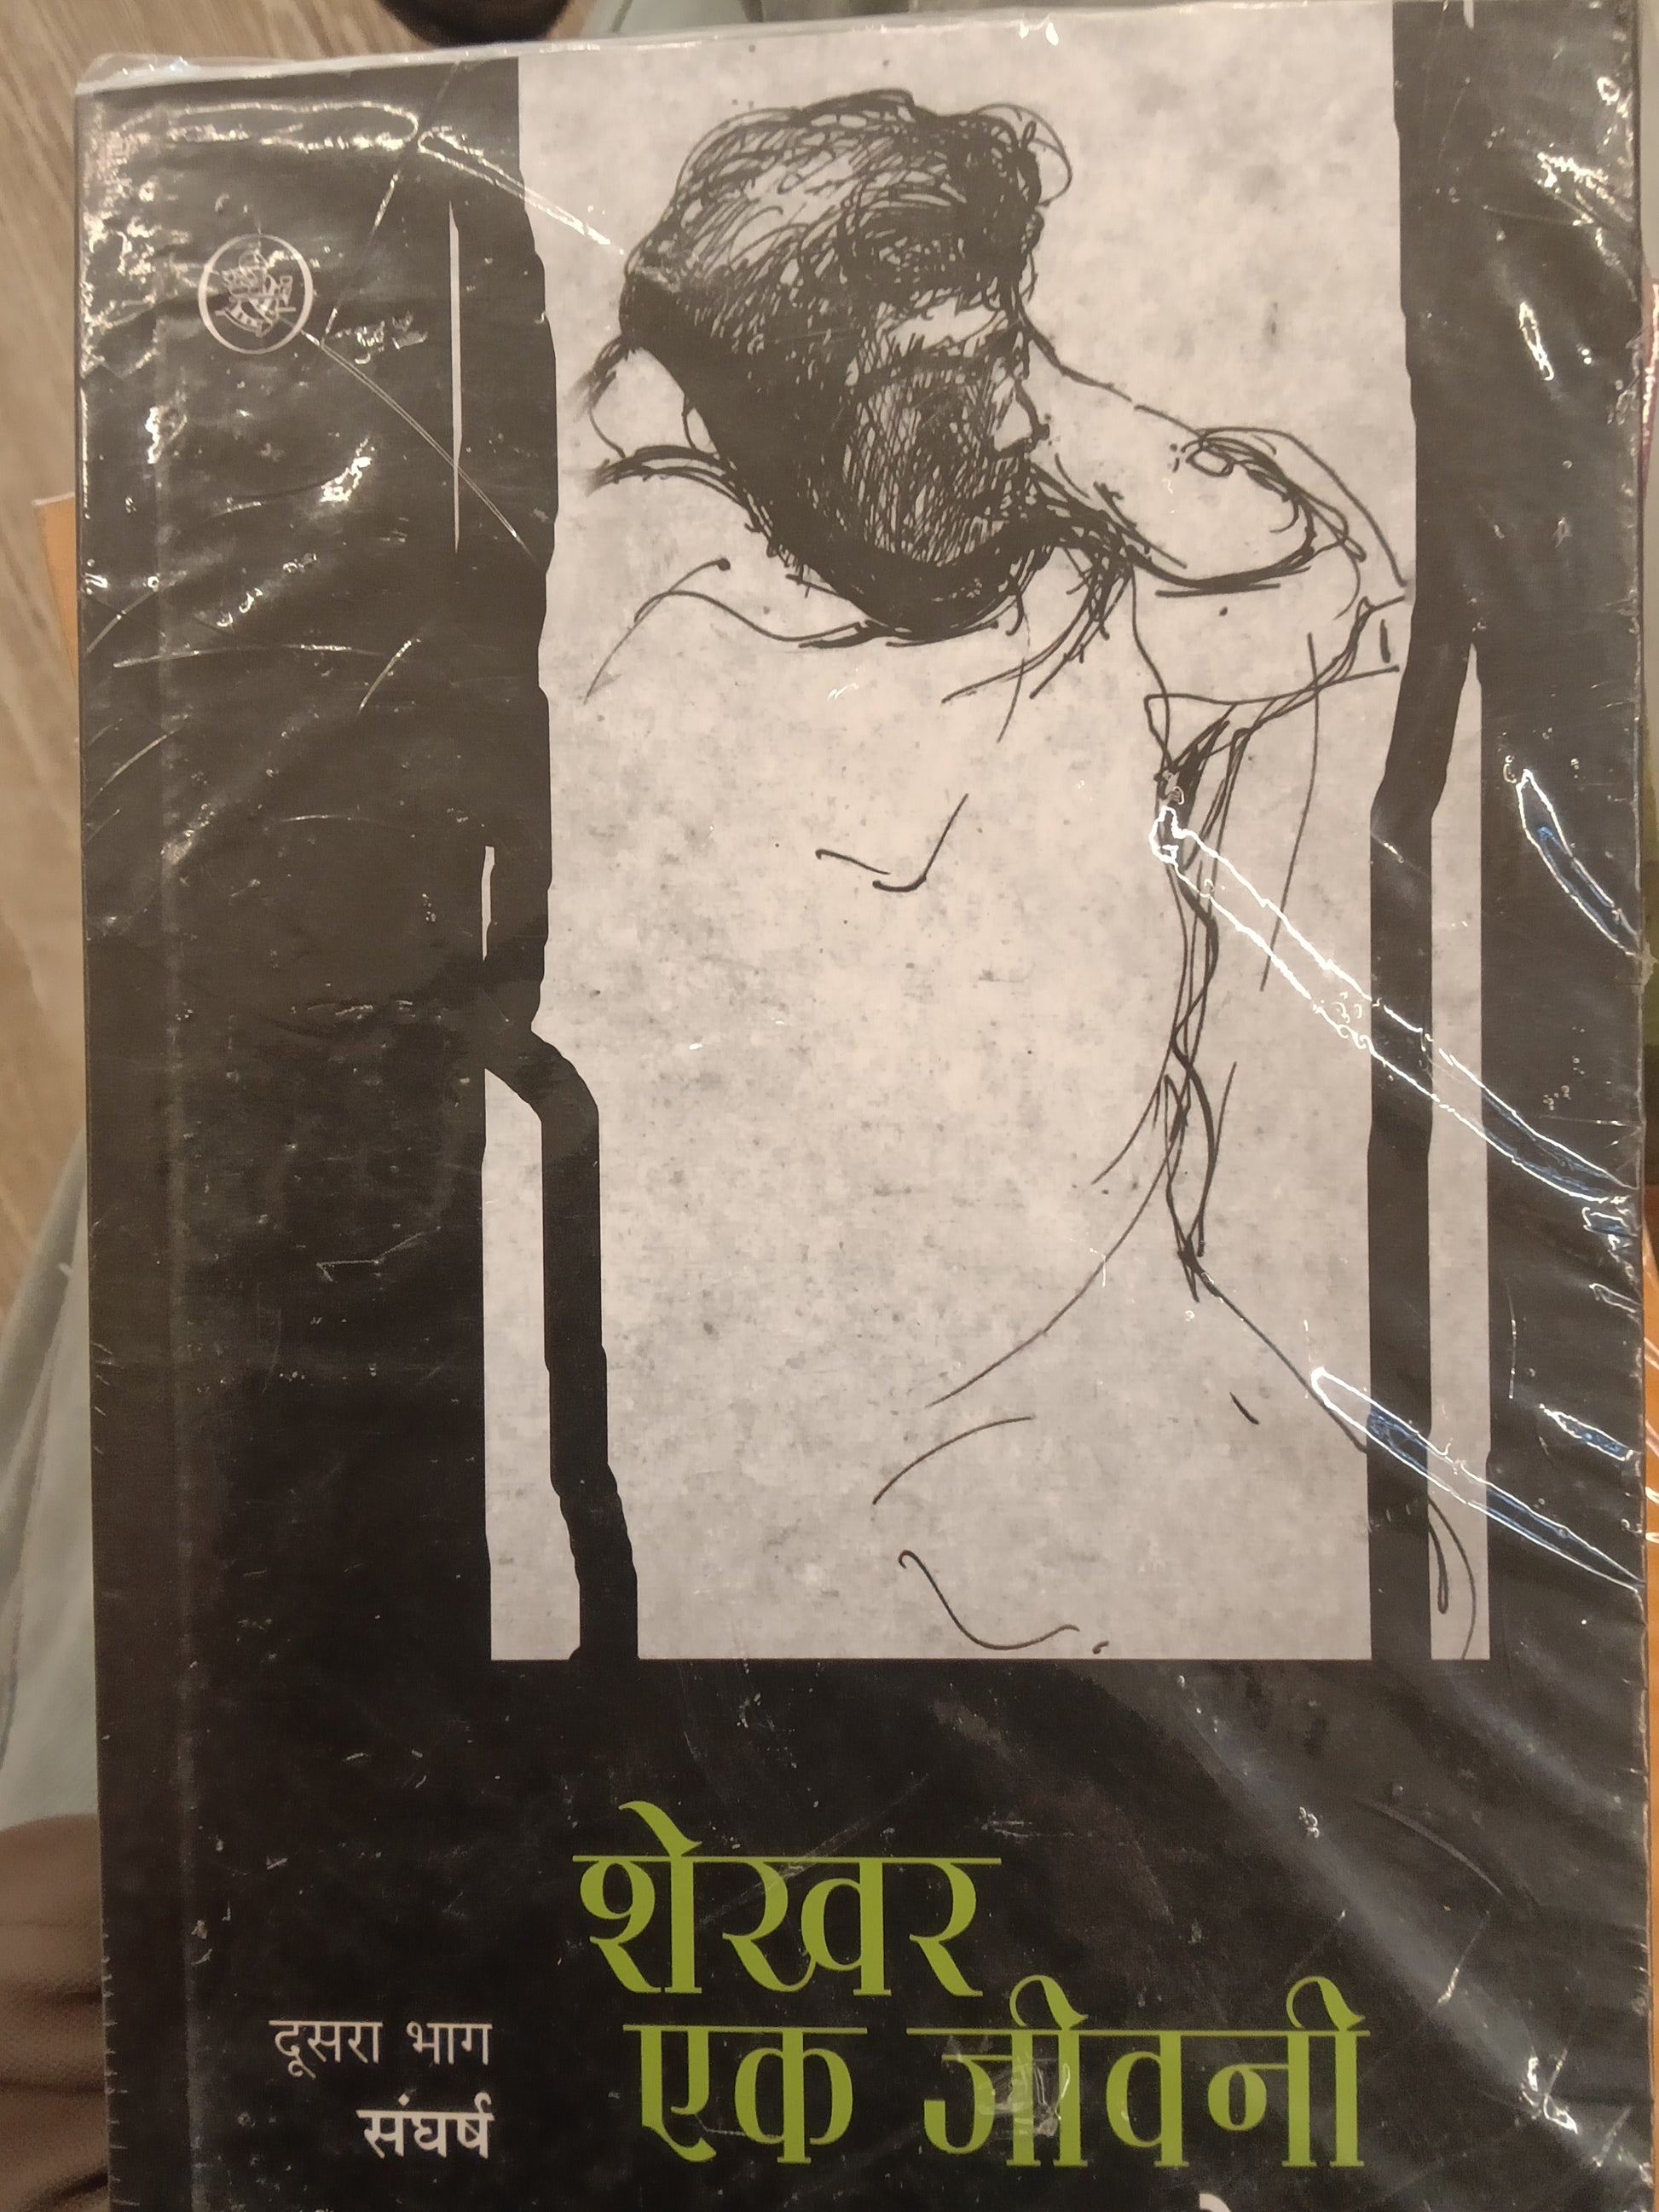 शेखर
एक जीवनी
दूसरा भाग
संघर्ष